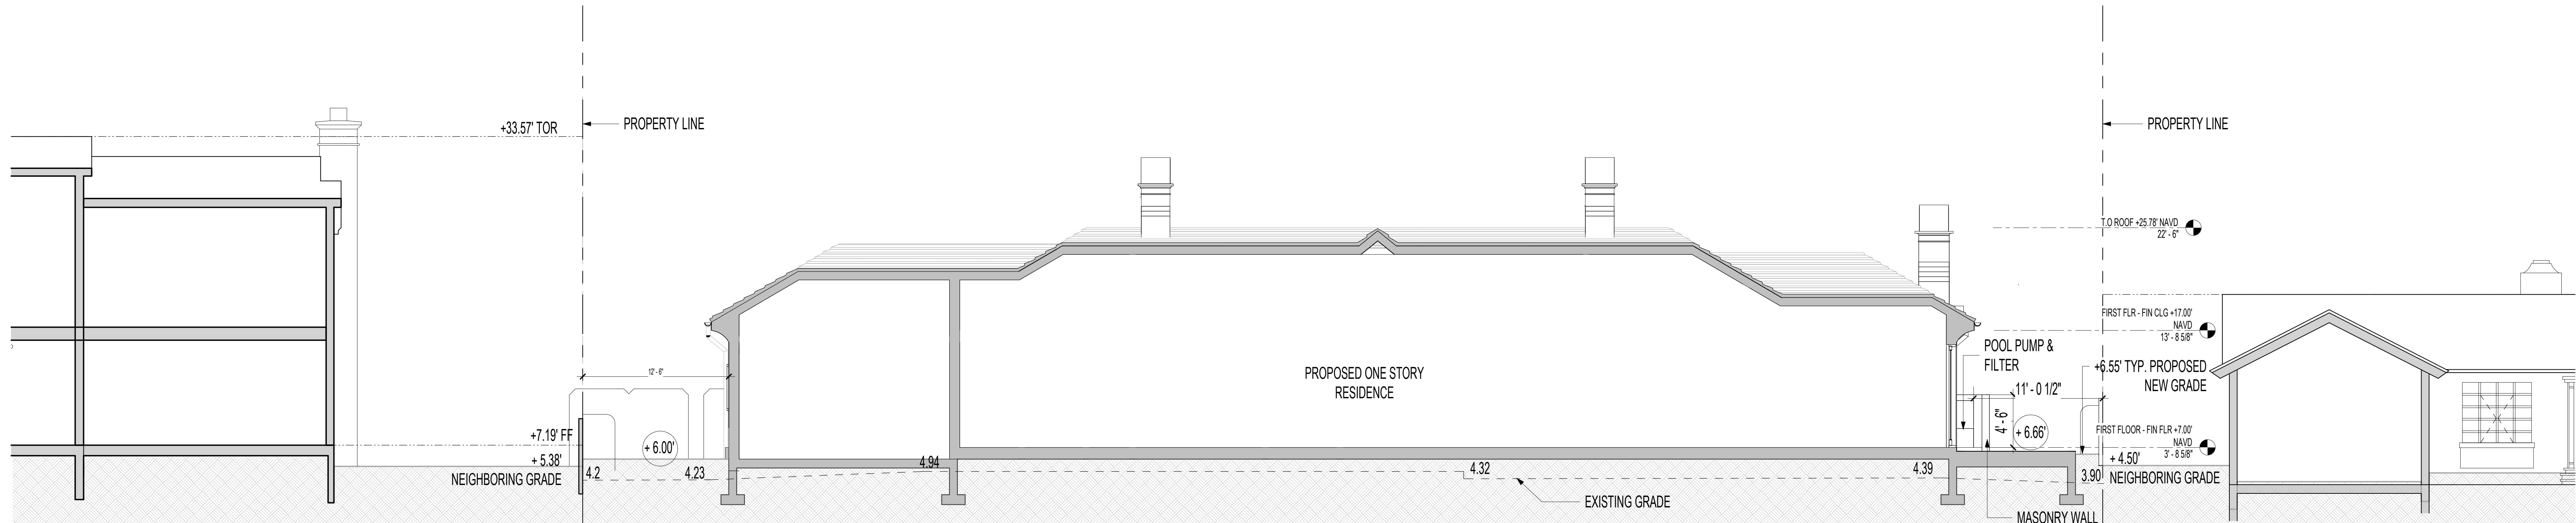 +33.57' TOR
PROPERTY LINE
PROPERTY LINE
T.O ROOF +25.78' NAVD
22' - 6"
FIRST FLR - FIN CLG +17.00'
NAVD
13' - 8 5/8"
POOL PUMP &
FILTER
+6.55' TYP. PROPOSED
NEW GRADE
12' - 6"
PROPOSED ONE STORY
RESIDENCE
11' - 0 1/2"
4' - 6"
+7.19' FF
+ 6.00'
+ 6.66'
FIRST FLOOR - FIN FLR +7.00'
NAVD
3' - 8 5/8"
+ 5.38'
NEIGHBORING GRADE
4.2
4.23
4.94
4.32
4.39
3.90
+ 4.50'
NEIGHBORING GRADE
EXISTING GRADE
MASONRY WALL